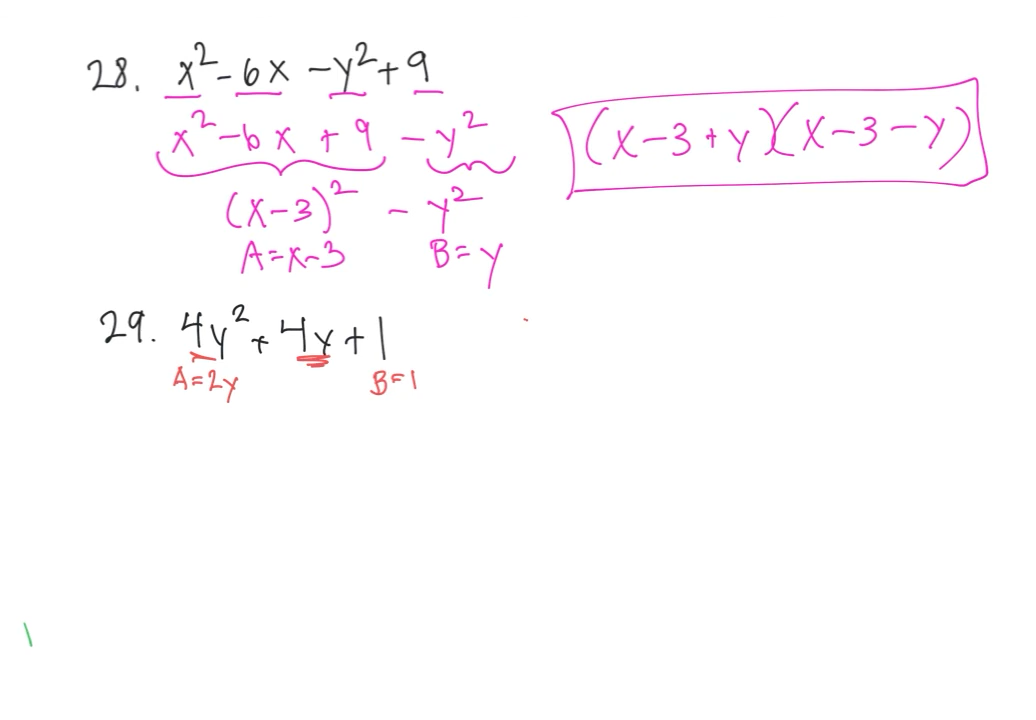 28. x² - 6x - y² + 9
x² - 6x + 9 - y²
(x-3)² - y²
A=x-3 B=y
(x-3+y)(x-3-y)
29. 4y² + 4y + 1
A=2y B=1